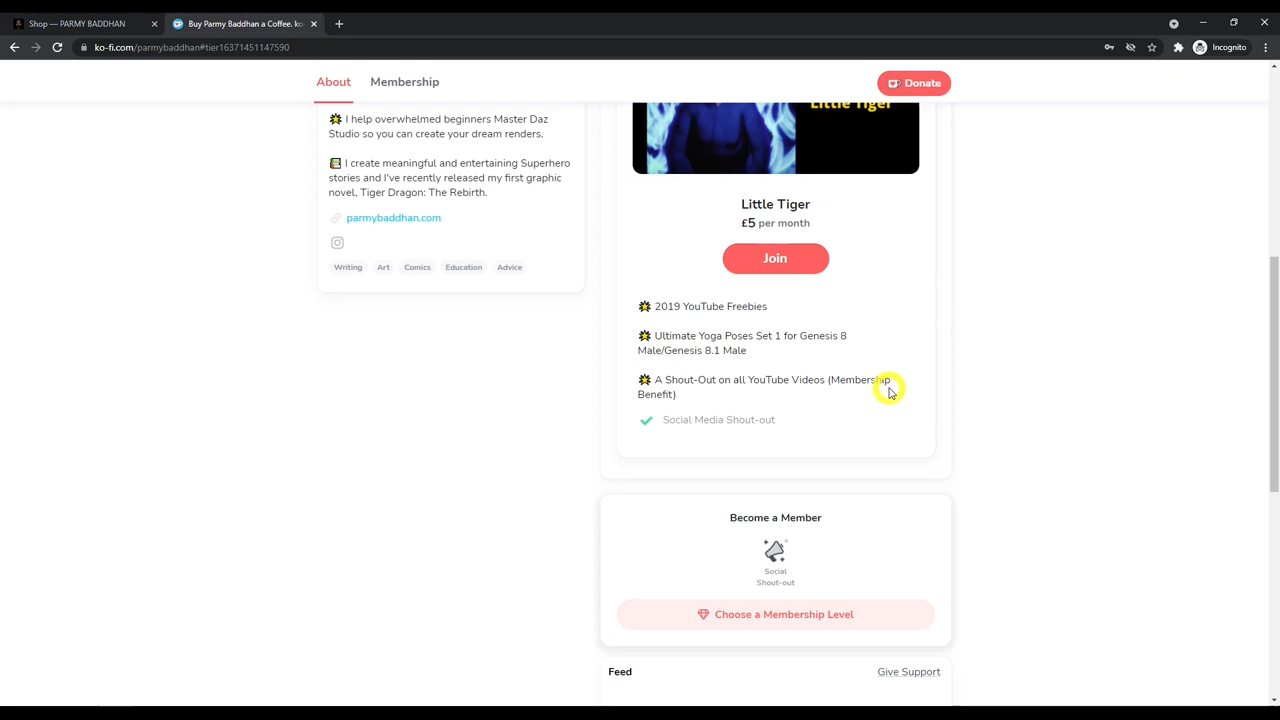 Shop — PARMY BADDHAN
Buy Parmy Baddhan a Coffee. ko
ko-fi.com/parmybaddhan#tier16371451147590
Incognito
About
Membership
Donate
Little Tiger
I help overwhelmed beginners Master Daz
Studio so you can create your dream renders.
I create meaningful and entertaining Superhero
stories and I've recently released my first graphic
novel, Tiger Dragon: The Rebirth.
parmybaddhan.com
Writing
Art
Comics
Education
Advice
Little Tiger
£5 per month
Join
2019 YouTube Freebies
Ultimate Yoga Poses Set 1 for Genesis 8
Male/Genesis 8.1 Male
A Shout-Out on all YouTube Videos (Membership
Benefit)
Social Media Shout-out
Become a Member
Social
Shout-out
Choose a Membership Level
Feed
Give Support